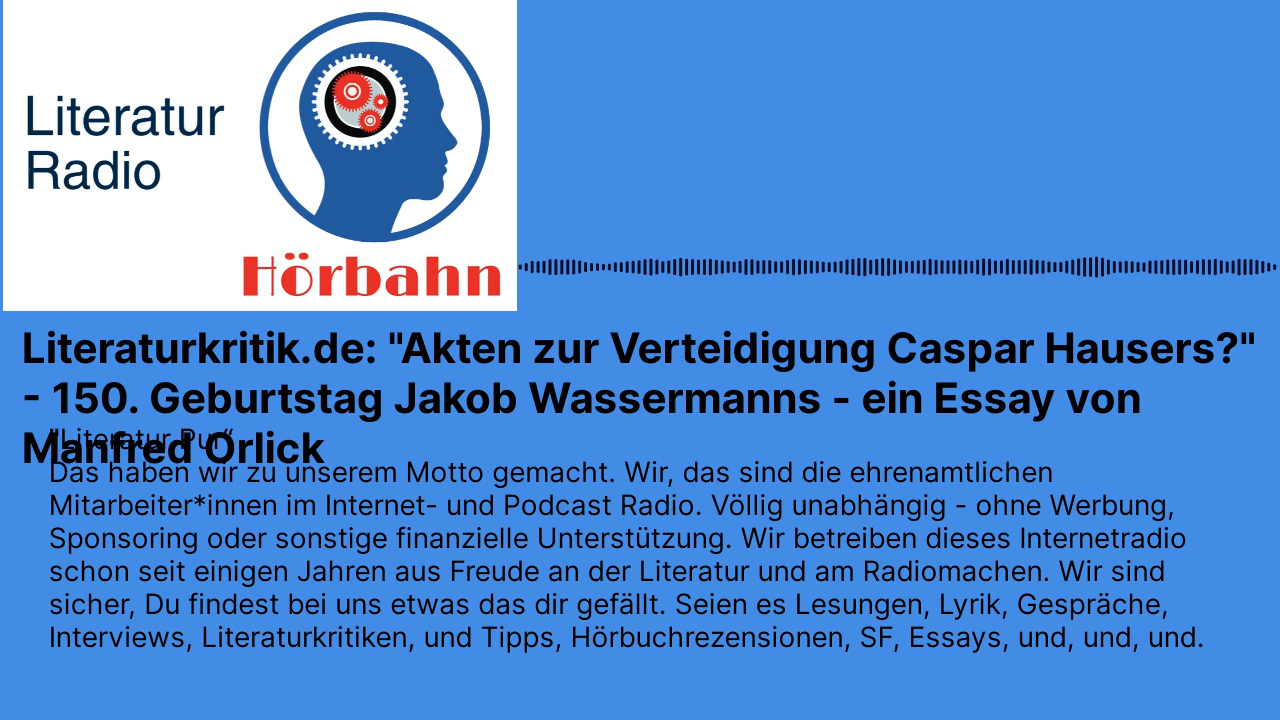 Literatur
Radio
Hörbahn
Literaturkritik.de: "Akten zur Verteidigung Caspar Hausers?"
- 150. Geburtstag Jakob Wassermanns - ein Essay von
Manfred Orlick
"Literatur Pur“
Das haben wir zu unserem Motto gemacht. Wir, das sind die ehrenamtlichen
Mitarbeiter*innen im Internet- und Podcast Radio. Völlig unabhängig - ohne Werbung,
Sponsoring oder sonstige finanzielle Unterstützung. Wir betreiben dieses Internetradio
schon seit einigen Jahren aus Freude an der Literatur und am Radiomachen. Wir sind
sicher, Du findest bei uns etwas das dir gefällt. Seien es Lesungen, Lyrik, Gespräche,
Interviews, Literaturkritiken, und Tipps, Hörbuchrezensionen, SF, Essays, und, und, und.